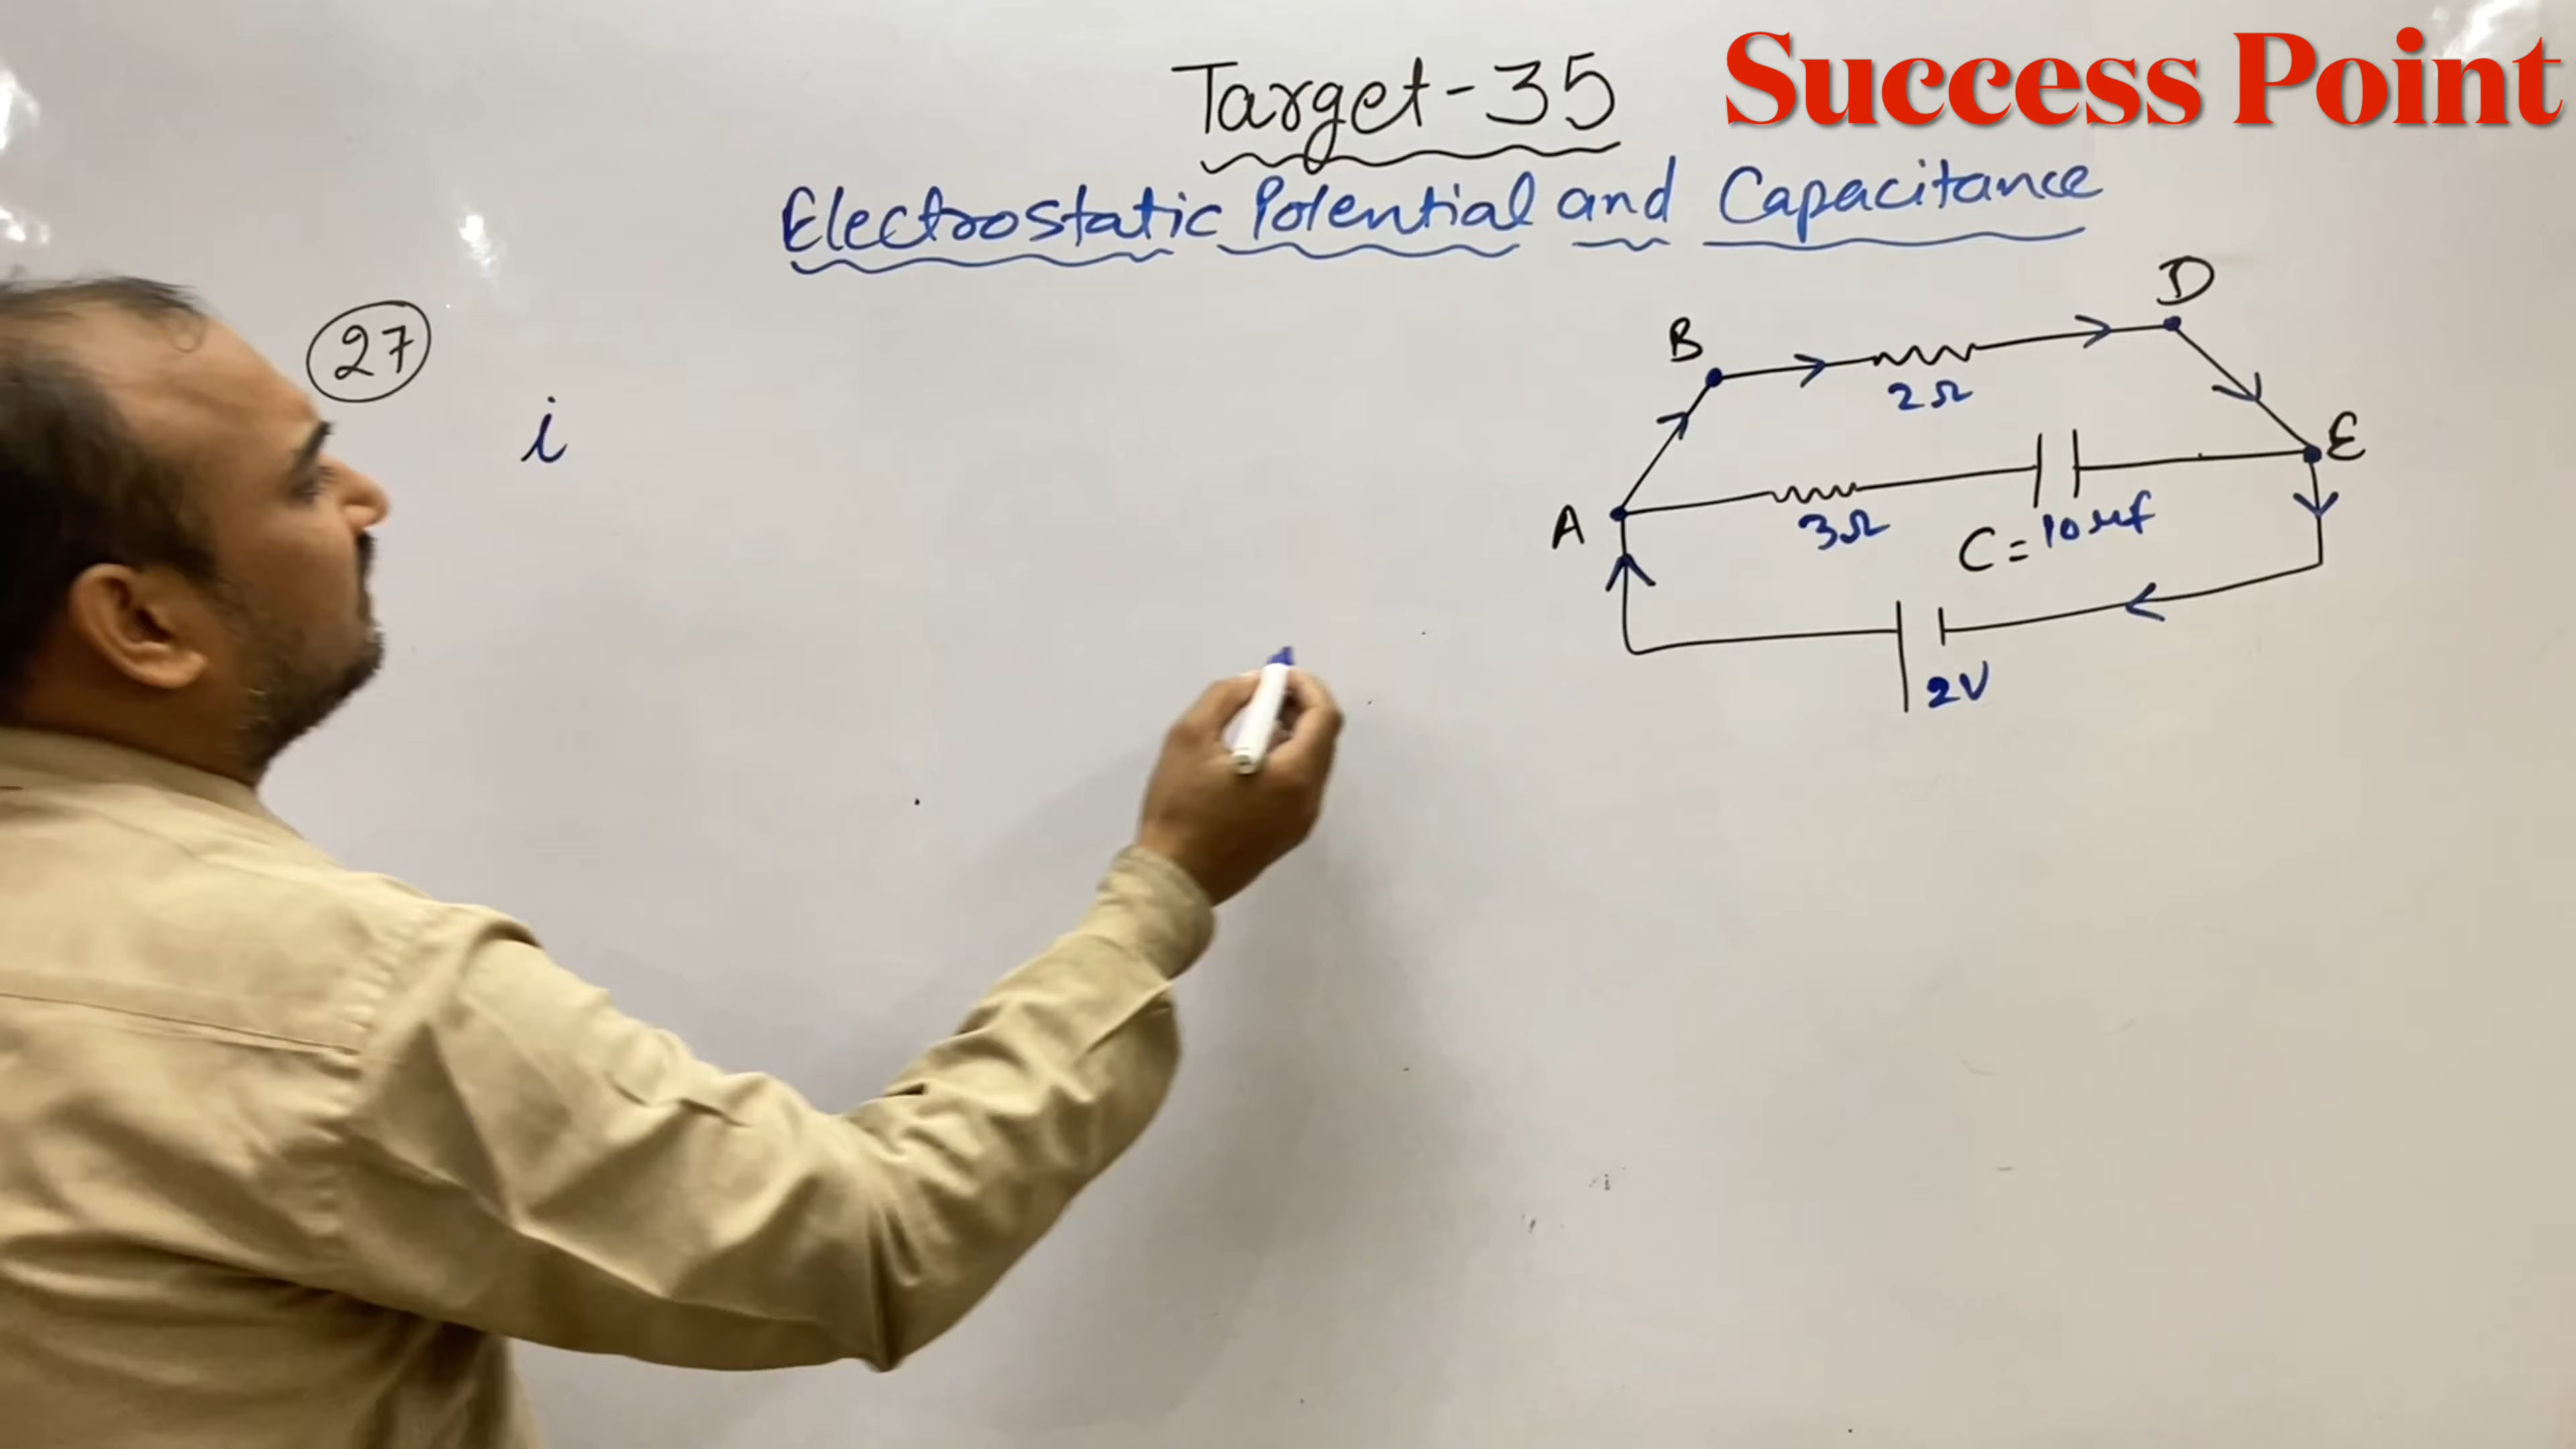 Success Point
Target-35
Electrostatic Potential and Capacitance
27
i
D
B
2Ω
E
A
3Ω
C = 10 μf
2V